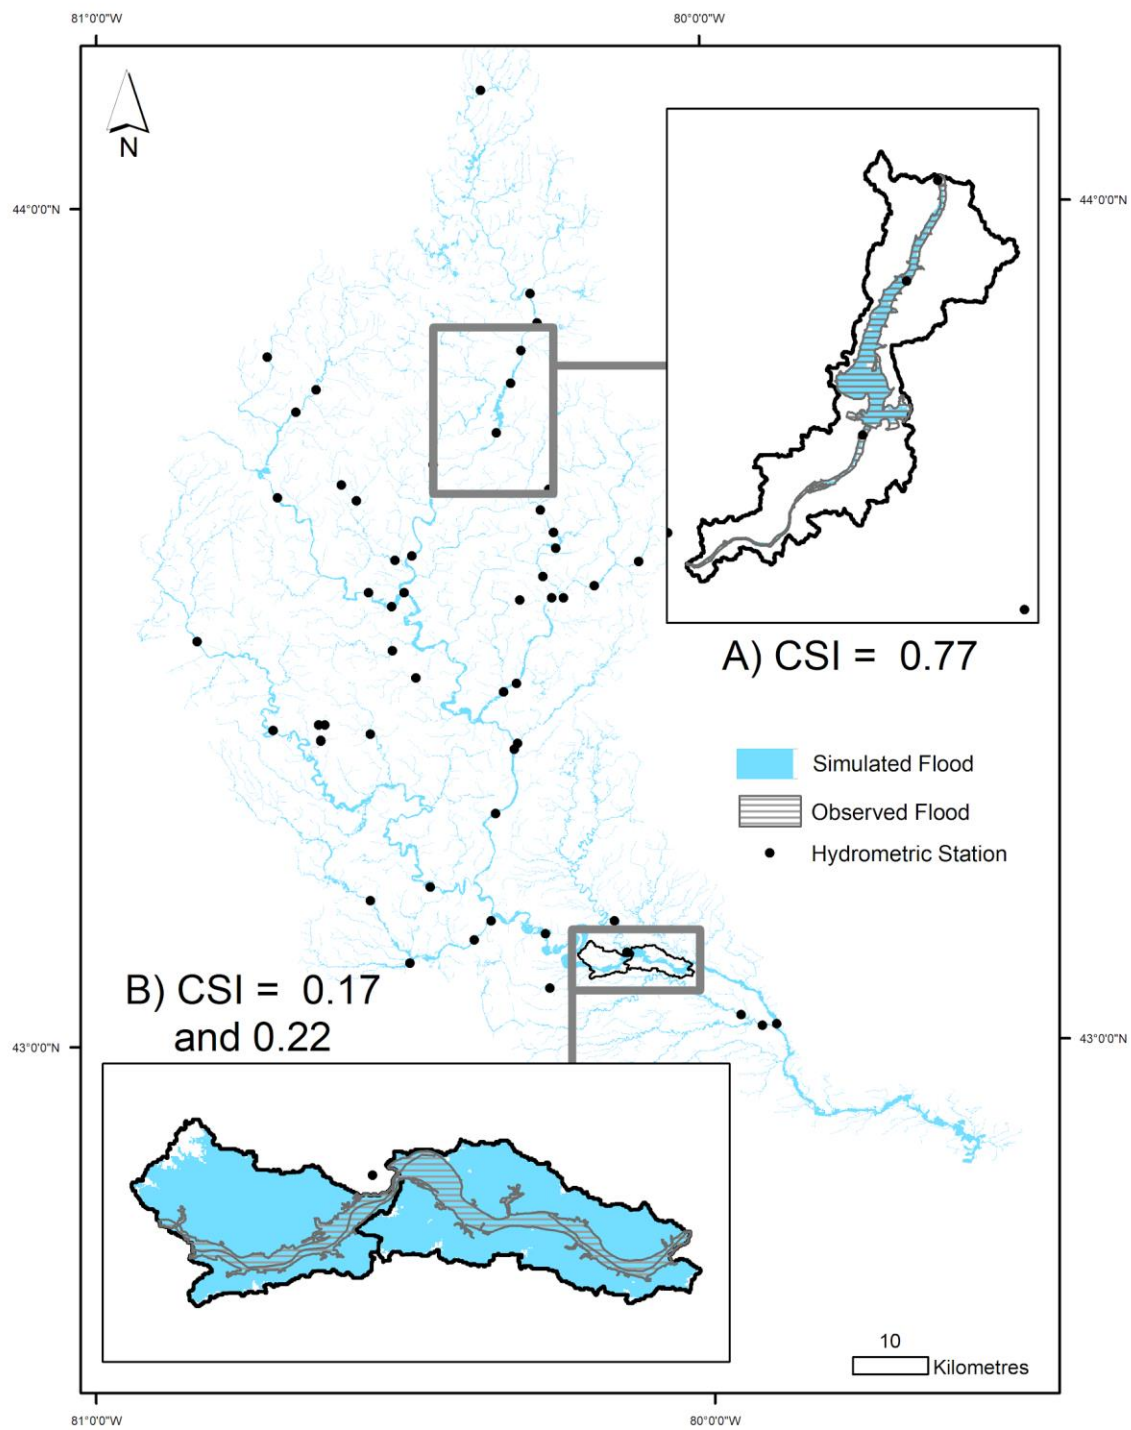 81°0'0"W
80°0'0"W
N
44°0'0"N
44°0'0"N
A) CSI = 0.77
Simulated Flood
Observed Flood
Hydrometric Station
B) CSI = 0.17
and 0.22
43°0'0"N
43°0'0"N
10
Kilometres
81°0'0"W
80°0'0"W